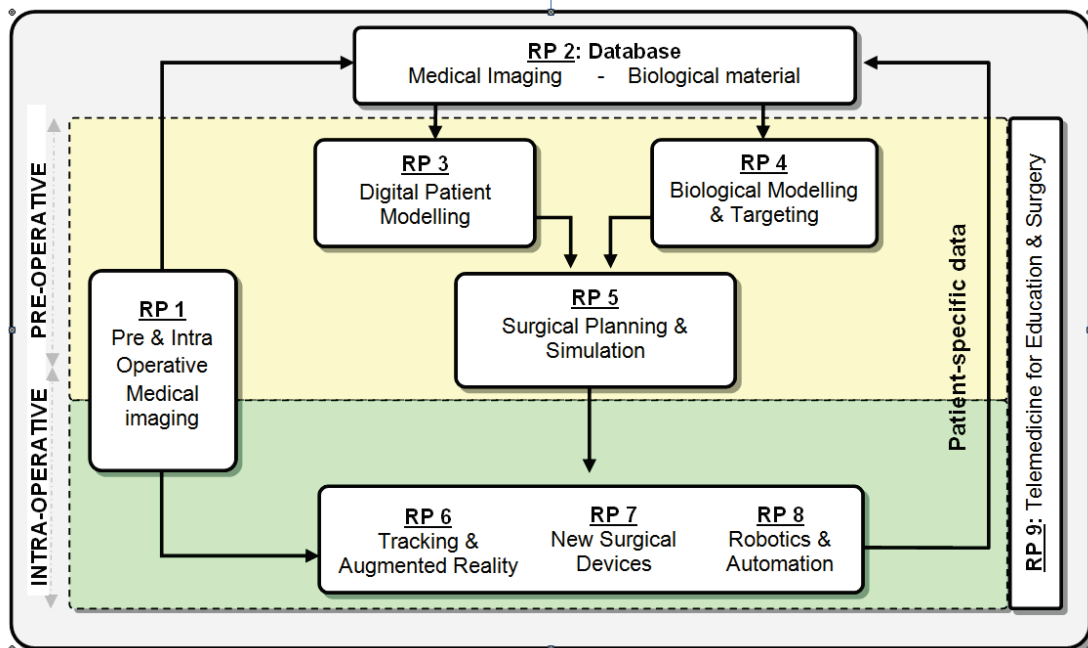 RP 2: Database
Medical Imaging - Biological material
PRE-OPERATIVE
INTRA-OPERATIVE
RP 3
Digital Patient
Modelling
RP 4
Biological Modelling
& Targeting
RP 1
Pre & Intra
Operative
Medical
imaging
RP 5
Surgical Planning &
Simulation
RP 6
Tracking &
Augmented Reality
RP 7
New Surgical
Devices
RP 8
Robotics &
Automation
Patient-specific data
RP 9: Telemedicine for Education & Surgery